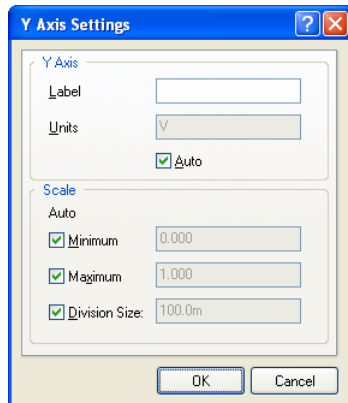 Y Axis Settings
Y Axis
Label
Units V
Auto
Scale
Auto
Minimum 0.000
Maximum 1.000
Division Size: 100.0m
OK Cancel